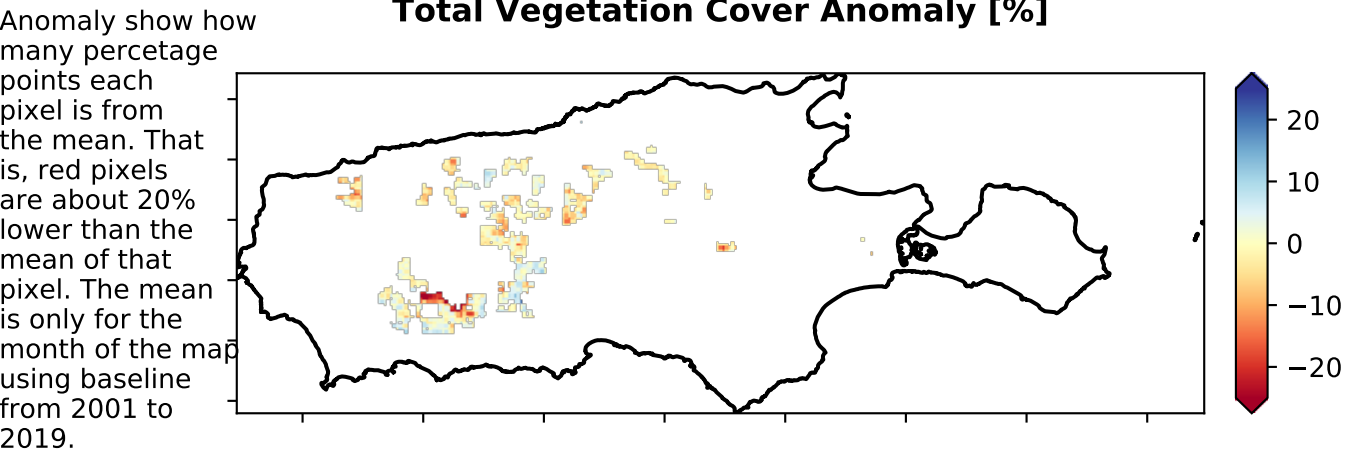 Total Vegetation Cover Anomaly [%]
Anomaly show how
many percetage
points each
pixel is from
the mean. That
is, red pixels
are about 20%
lower than the
mean of that
pixel. The mean
is only for the
month of the map
using baseline
from 2001 to
2019.
20
10
0
−10
−20